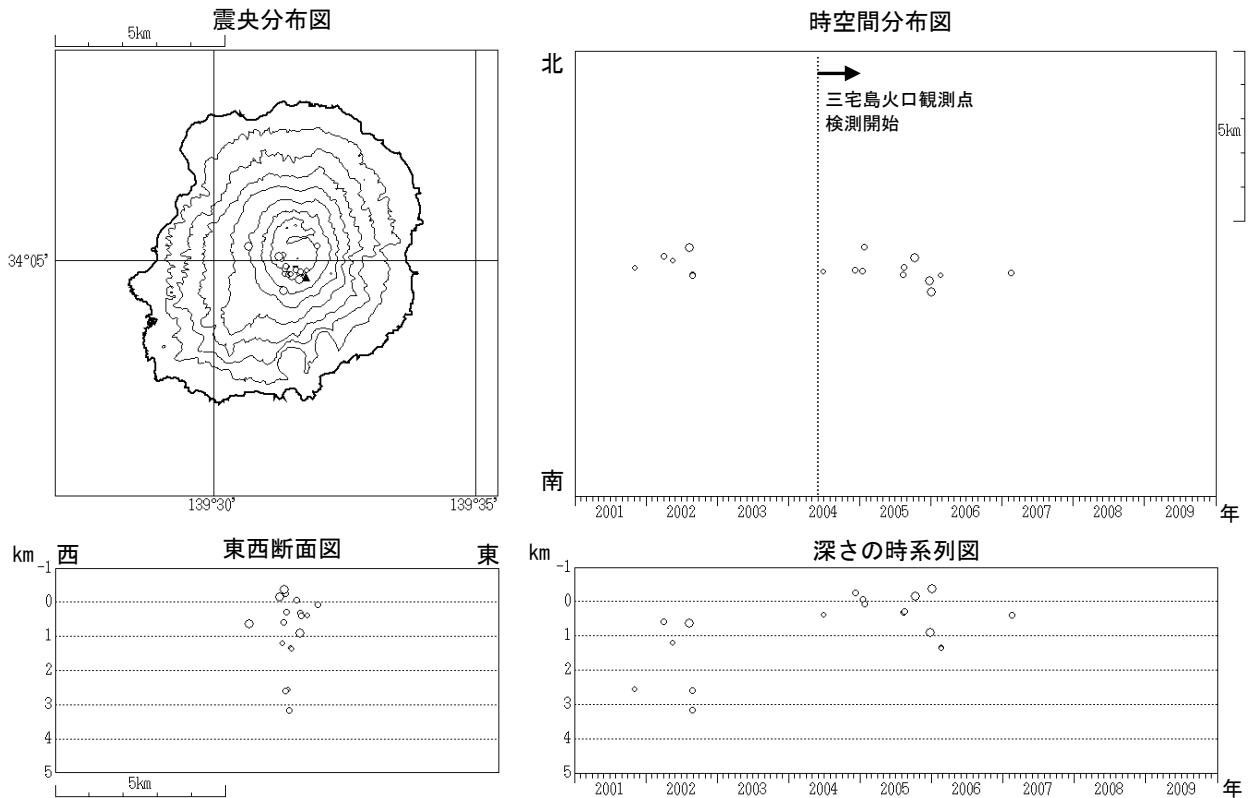 震央分布図
5km
34°05'
139°30'
139°35'
時空間分布図
北
三宅島火口観測点
検測開始
5km
南
2001 2002 2003 2004 2005 2006 2007 2008 2009 年
東西断面図
km 西 東
-1
0
1
2
3
4
5
5km
深さの時系列図
km
-1
0
1
2
3
4
5
2001 2002 2003 2004 2005 2006 2007 2008 2009 年